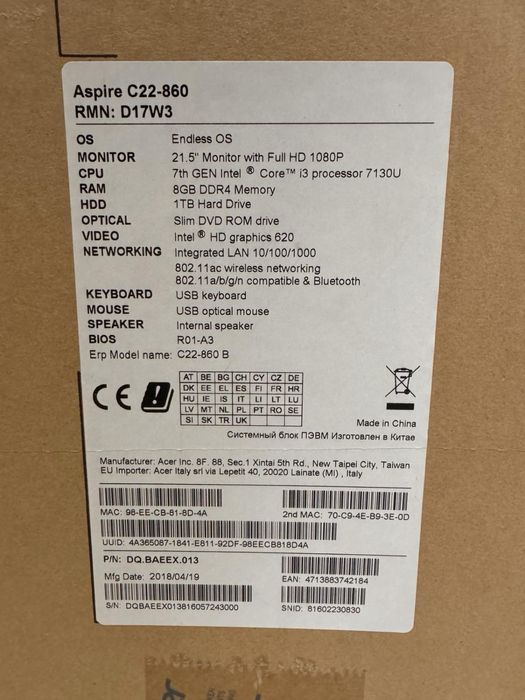 Aspire C22-860
RMN: D17W3
OS Endless OS
MONITOR 21.5" Monitor with Full HD 1080P
CPU 7th GEN Intel ® Core™ i3 processor 7130U
RAM 8GB DDR4 Memory
HDD 1TB Hard Drive
OPTICAL Slim DVD ROM drive
VIDEO Intel ® HD graphics 620
NETWORKING Integrated LAN 10/100/1000
802.11ac wireless networking
802.11a/b/g/n compatible & Bluetooth
KEYBOARD USB keyboard
MOUSE USB optical mouse
SPEAKER Internal speaker
BIOS R01-A3
Erp Model name: C22-860 B
CE
AT BE BG CH CY CZ DE
DK EE EL ES FI FR HR
HU IE IS IT LI LT LU
LV MT NL PL PT RO SE
SI SK TR UK
Made in China
Системный блок ПЭВМ Изготовлен в Китае
Manufacturer: Acer Inc. 8F. 88, Sec.1 Xintai 5th Rd., New Taipei City, Taiwan
EU Importer: Acer Italy srl via Lepetit 40, 20020 Lainate (MI) , Italy
MAC: 98-EE-CB-81-8D-4A
2nd MAC: 70-C9-4E-B9-3E-0D
UUID: 4A365087-1841-E811-92DF-98EECB818D4A
P/N: DQ.BAEEX.013
Mfg Date: 2018/04/19
EAN: 4713883742184
S/N: DQBAEEX013816057243000
SNID: 81602230830